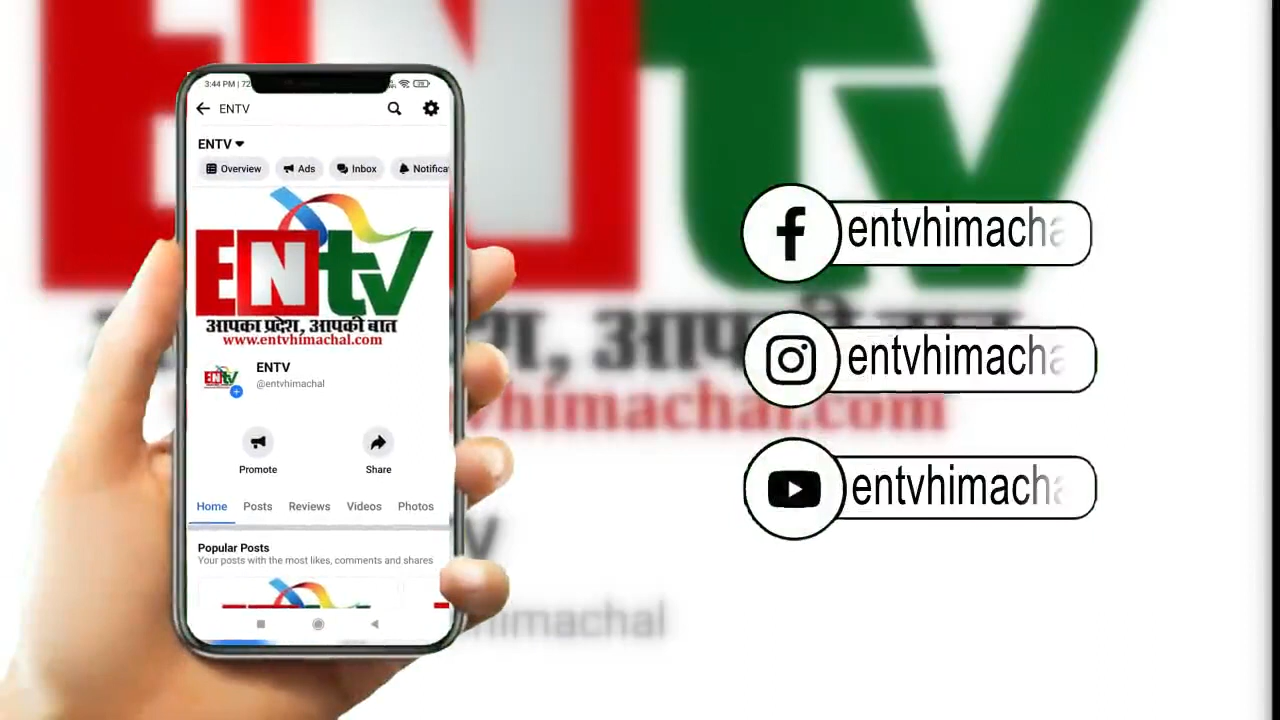 3:44 PM | 72
ENTV
ENTV
Overview
Ads
Inbox
Notifica
ENtv
आपका प्रदेश, आपकी बात
www.entvhimachal.com
ENTV
@entvhimachal
Promote
Share
Home
Posts
Reviews
Videos
Photos
Popular Posts
Your posts with the most likes, comments and shares
entvhimacha
entvhimacha
entvhimacha